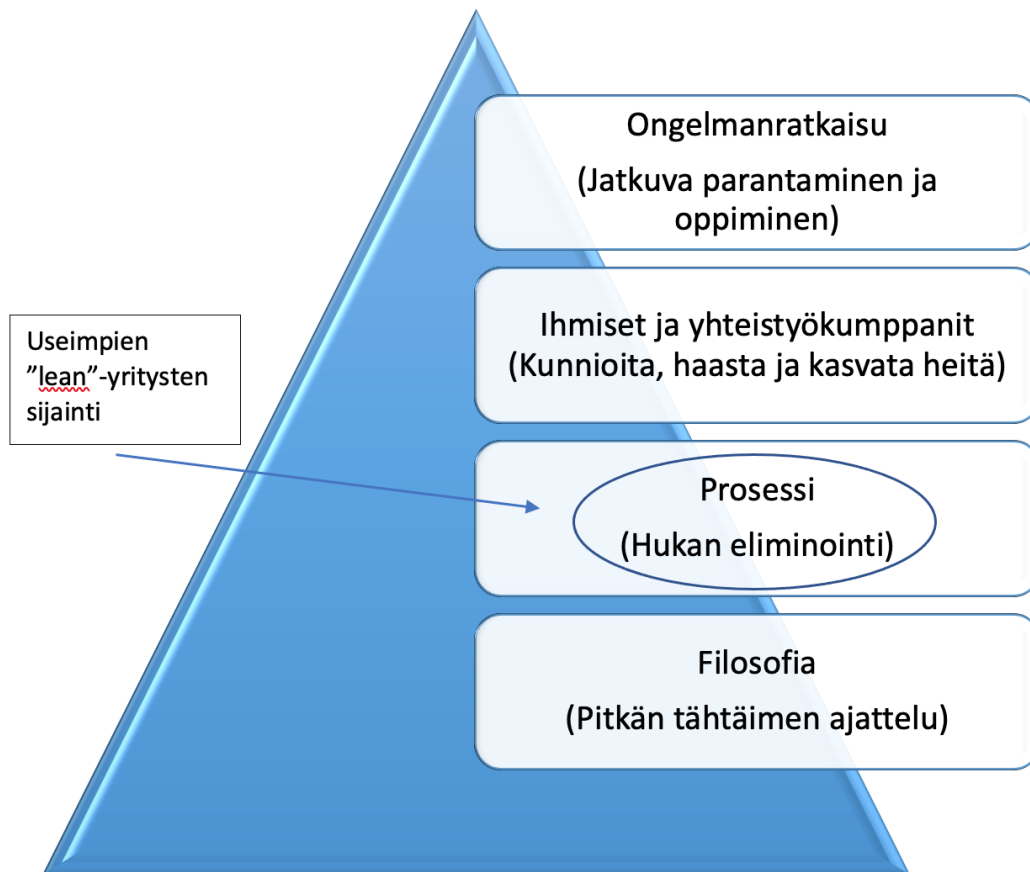 Ongelmanratkaisu
(Jatkuva parantaminen ja
oppiminen)
Ihmiset ja yhteistyökumppanit
(Kunnioita, haasta ja kasvata heitä)
Useimpien
”lean”-yritysten
sijainti
Prosessi
(Hukan eliminointi)
Filosofia
(Pitkän tähtäimen ajattelu)